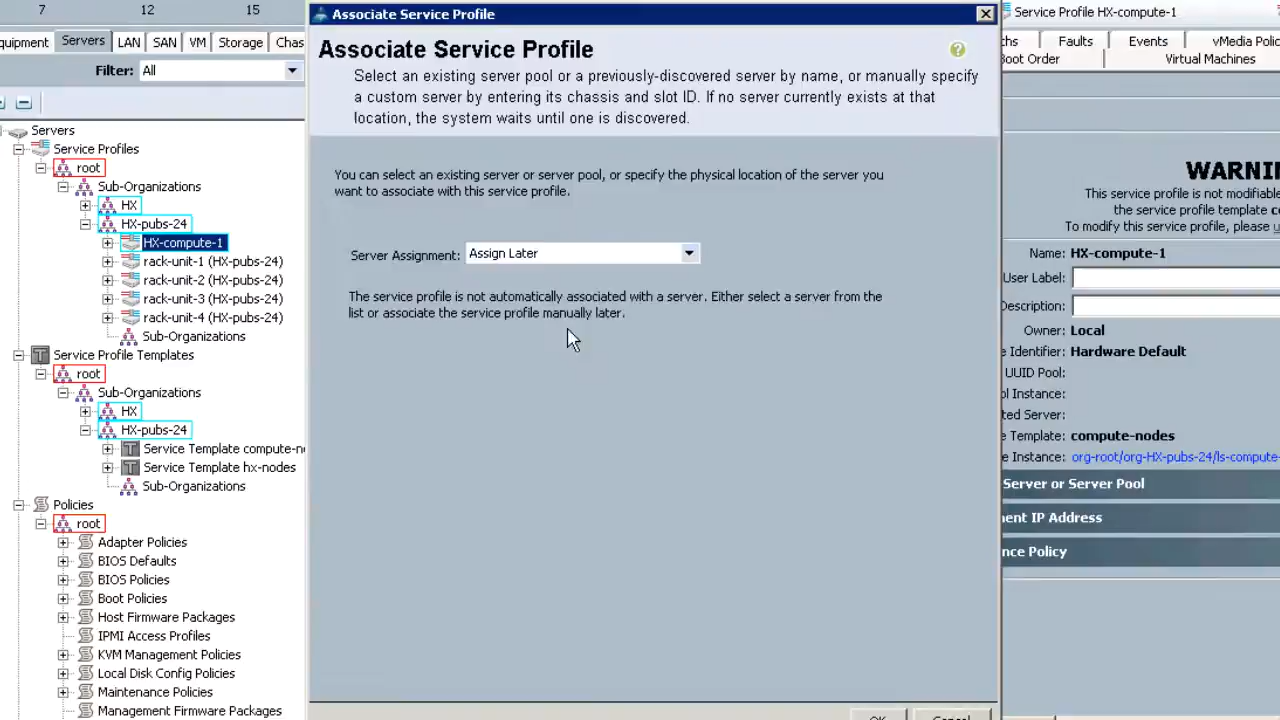 7 12 15
quipment Servers LAN SAN VM Storage Chas
Filter: All
Servers
Service Profiles
root
Sub-Organizations
HX
HX-pubs-24
HX-compute-1
rack-unit-1 (HX-pubs-24)
rack-unit-2 (HX-pubs-24)
rack-unit-3 (HX-pubs-24)
rack-unit-4 (HX-pubs-24)
Sub-Organizations
Service Profile Templates
root
Sub-Organizations
HX
HX-pubs-24
Service Template compute-n
Service Template hx-nodes
Sub-Organizations
Policies
root
Adapter Policies
BIOS Defaults
BIOS Policies
Boot Policies
Host Firmware Packages
IPMI Access Profiles
KVM Management Policies
Local Disk Config Policies
Maintenance Policies
Management Firmware Packages
Associate Service Profile
Associate Service Profile
Select an existing server pool or a previously-discovered server by name, or manually specify
a custom server by entering its chassis and slot ID. If no server currently exists at that
location, the system waits until one is discovered.
You can select an existing server or server pool, or specify the physical location of the server you
want to associate with this service profile.
Server Assignment: Assign Later
The service profile is not automatically associated with a server. Either select a server from the
list or associate the service profile manually later.
OK Cancel
Service Profile HX-compute-1
ths Faults Events vMedia Polic
Boot Order Virtual Machines
WARNI
This service profile is not modifiable
the service profile template c
To modify this service profile, please u
Name: HX-compute-1
User Label:
Description:
Owner: Local
e Identifier: Hardware Default
UUID Pool:
ol Instance:
ted Server:
e Template: compute-nodes
e Instance: org-root/org-HX-pubs-24/ls-compute-
Server or Server Pool
ent IP Address
nce Policy